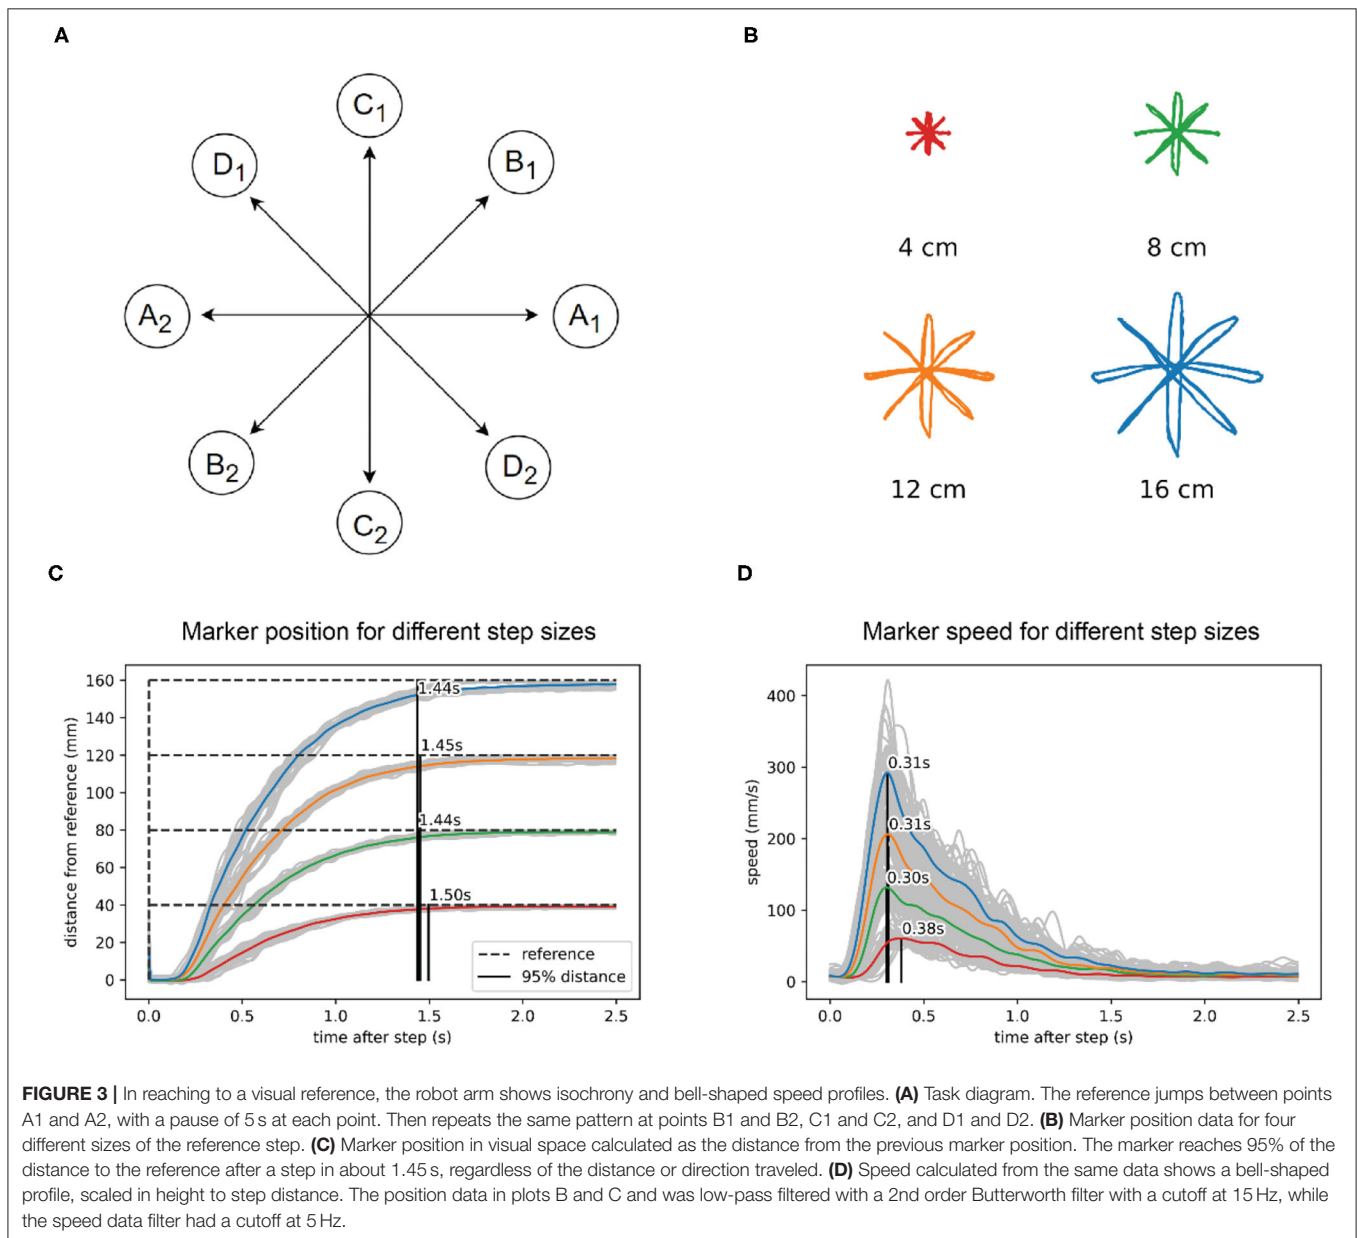 A
C1
D1
B1
A2
A1
B2
D2
C2
B
4 cm
8 cm
12 cm
16 cm
C
Marker position for different step sizes
distance from reference (mm)
160
140
120
100
80
60
40
20
0
1.44s
1.45s
1.44s
1.50s
reference
95% distance
0.0 0.5 1.0 1.5 2.0 2.5
time after step (s)
D
Marker speed for different step sizes
speed (mm/s)
400
300
200
100
0
0.31s
0.31s
0.30s
0.38s
0.0 0.5 1.0 1.5 2.0 2.5
time after step (s)
FIGURE 3 | In reaching to a visual reference, the robot arm shows isochrony and bell-shaped speed profiles. (A) Task diagram. The reference jumps between points
A1 and A2, with a pause of 5 s at each point. Then repeats the same pattern at points B1 and B2, C1 and C2, and D1 and D2. (B) Marker position data for four
different sizes of the reference step. (C) Marker position in visual space calculated as the distance from the previous marker position. The marker reaches 95% of the
distance to the reference after a step in about 1.45 s, regardless of the distance or direction traveled. (D) Speed calculated from the same data shows a bell-shaped
profile, scaled in height to step distance. The position data in plots B and C and was low-pass filtered with a 2nd order Butterworth filter with a cutoff at 15 Hz, while
the speed data filter had a cutoff at 5 Hz.